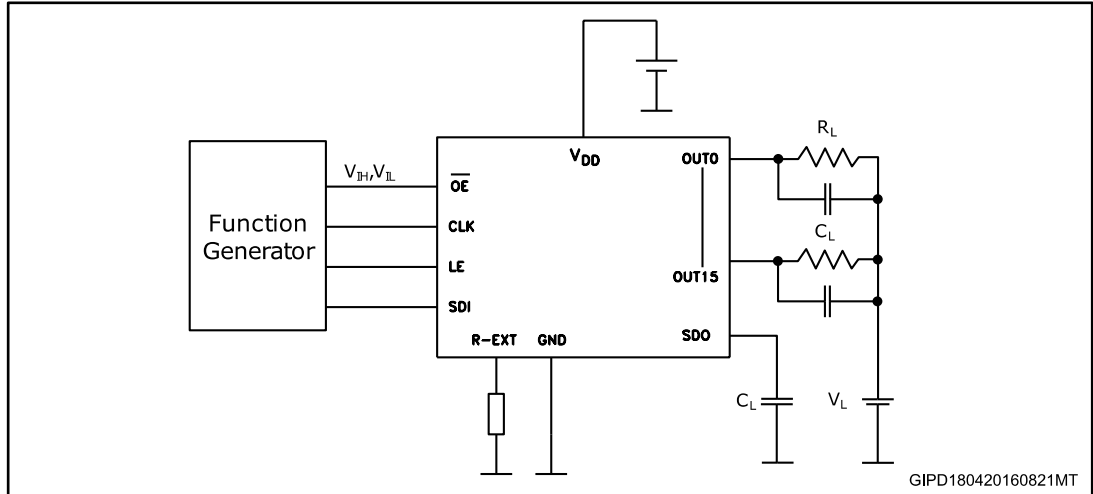 V_DD
OUT0
R_L
V_IH,V_IL
OE
Function
Generator
CLK
C_L
LE
OUT15
SDI
SDO
R-EXT
GND
C_L
V_L
GIPD180420160821MT